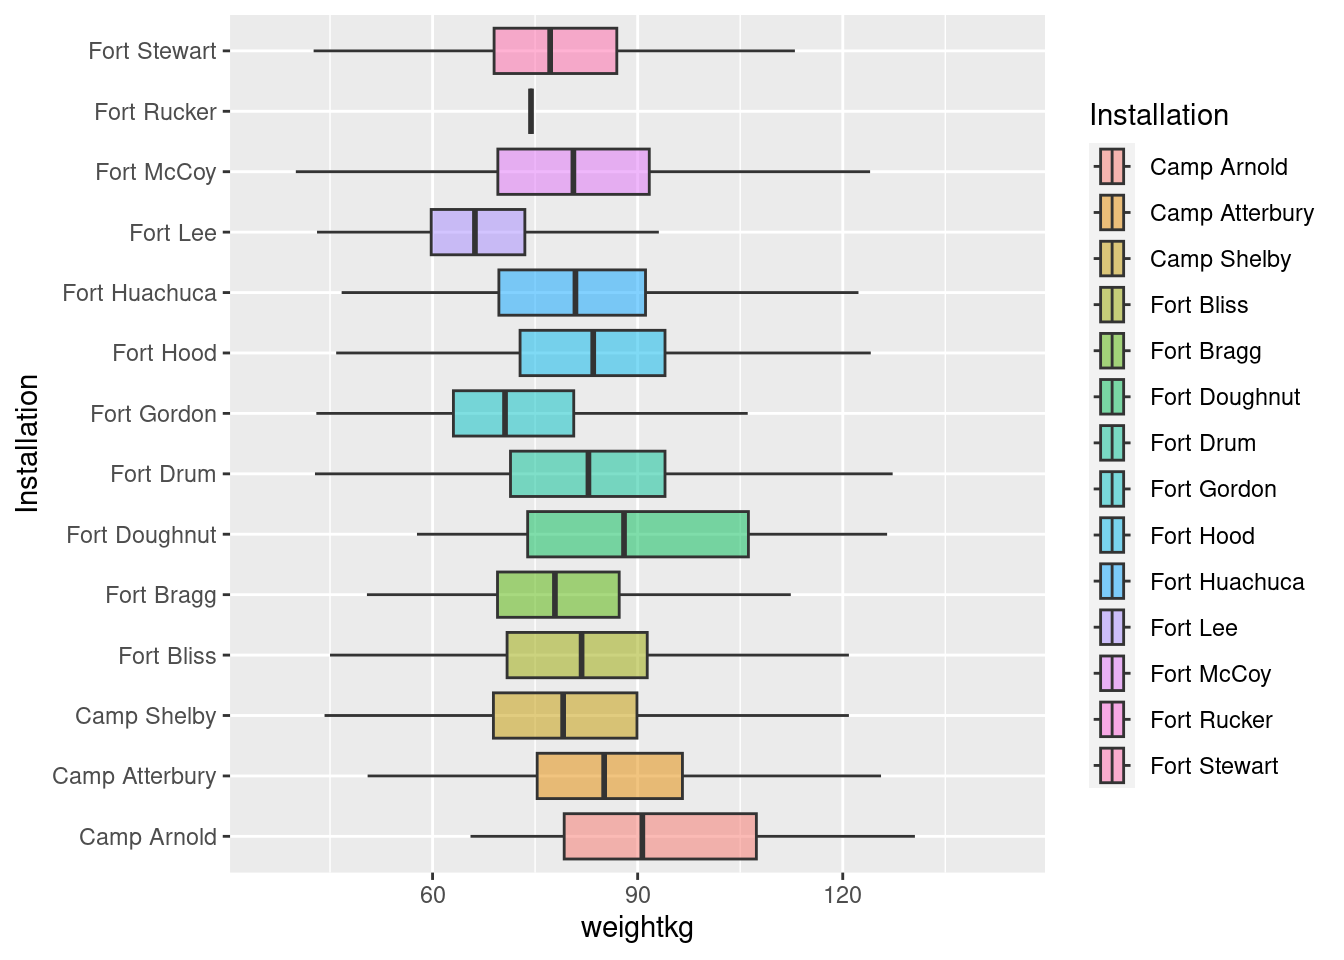 Installation
Fort Stewart
Fort Rucker
Fort McCoy
Fort Lee
Fort Huachuca
Fort Hood
Fort Gordon
Fort Drum
Fort Doughnut
Fort Bragg
Fort Bliss
Camp Shelby
Camp Atterbury
Camp Arnold
60 90 120
weightkg
Installation
Camp Arnold
Camp Atterbury
Camp Shelby
Fort Bliss
Fort Bragg
Fort Doughnut
Fort Drum
Fort Gordon
Fort Hood
Fort Huachuca
Fort Lee
Fort McCoy
Fort Rucker
Fort Stewart